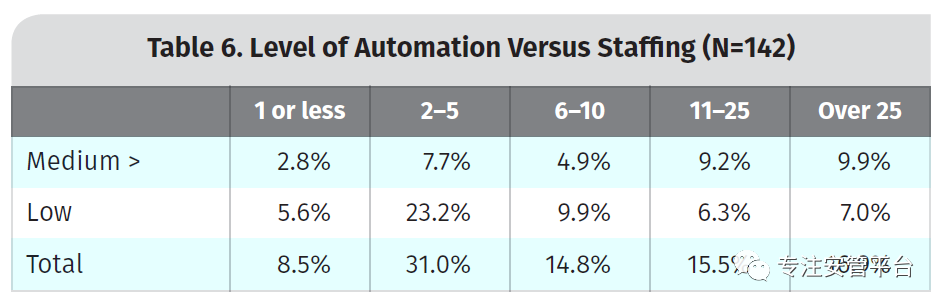 Table 6. Level of Automation Versus Staffing (N=142)
1 or less 2–5 6–10 11–25 Over 25
Medium > 2.8% 7.7% 4.9% 9.2% 9.9%
Low 5.6% 23.2% 9.9% 6.3% 7.0%
Total 8.5% 31.0% 14.8% 15.5%
专注安管平台